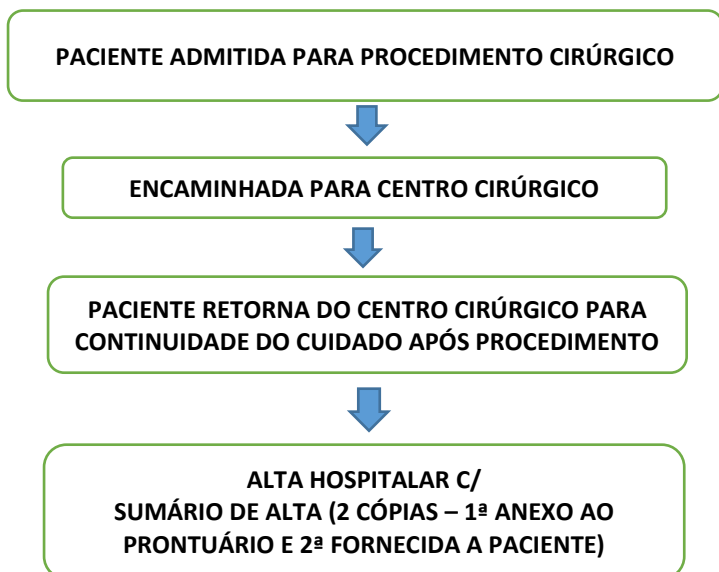 PACIENTE ADMITIDA PARA PROCEDIMENTO CIRÚRGICO
ENCAMINHADA PARA CENTRO CIRÚRGICO
PACIENTE RETORNA DO CENTRO CIRÚRGICO PARA
CONTINUIDADE DO CUIDADO APÓS PROCEDIMENTO
ALTA HOSPITALAR C/
SUMÁRIO DE ALTA (2 CÓPIAS – 1ª ANEXO AO
PRONTUÁRIO E 2ª FORNECIDA A PACIENTE)